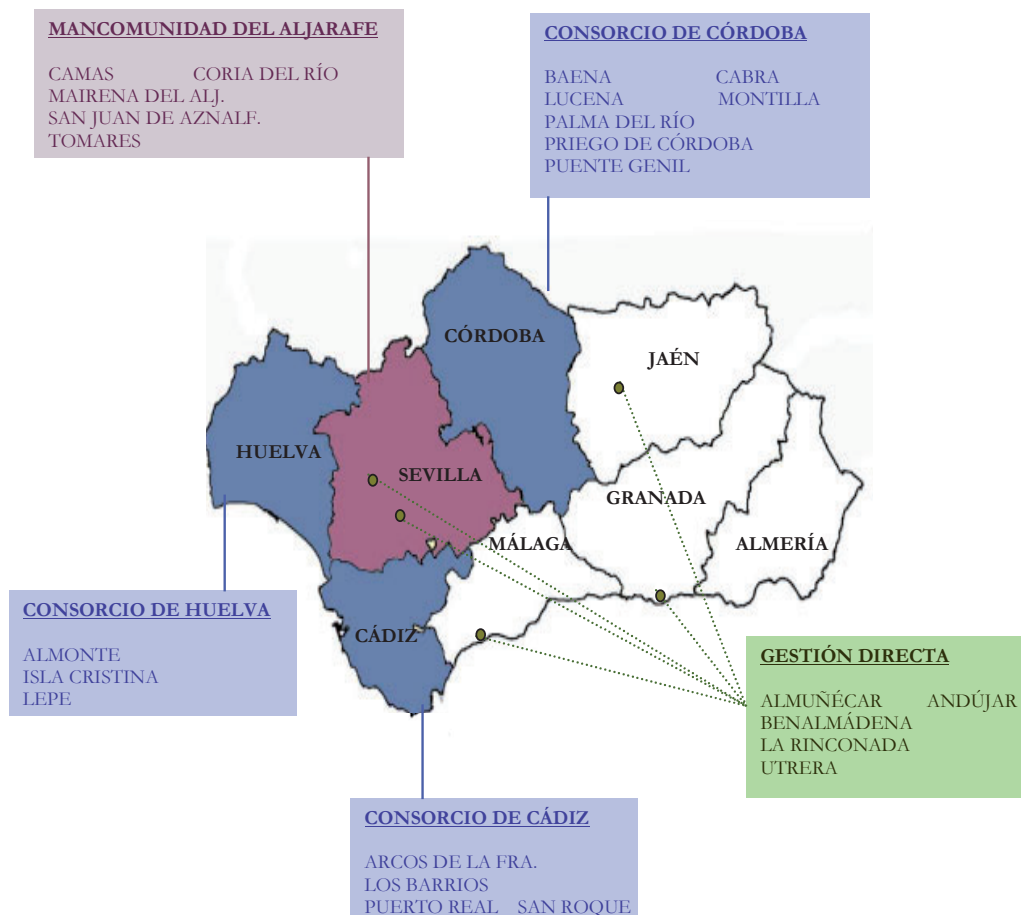 MANCOMUNIDAD DEL ALJARAFE
CAMAS CORIA DEL RÍO
MAIRENA DEL ALJ.
SAN JUAN DE AZNALF.
TOMARES
CONSORCIO DE CÓRDOBA
BAENA CABRA
LUCENA MONTILLA
PALMA DEL RÍO
PRIEGO DE CÓRDOBA
PUENTE GENIL
CÓRDOBA
JAÉN
HUELVA
SEVILLA
GRANADA
MÁLAGA
ALMERÍA
CÁDIZ
CONSORCIO DE HUELVA
ALMONTE
ISLA CRISTINA
LEPE
GESTIÓN DIRECTA
ALMUÑÉCAR ANDÚJAR
BENALMÁDENA
LA RINCONADA
UTRERA
CONSORCIO DE CÁDIZ
ARCOS DE LA FRA.
LOS BARRIOS
PUERTO REAL SAN ROQUE